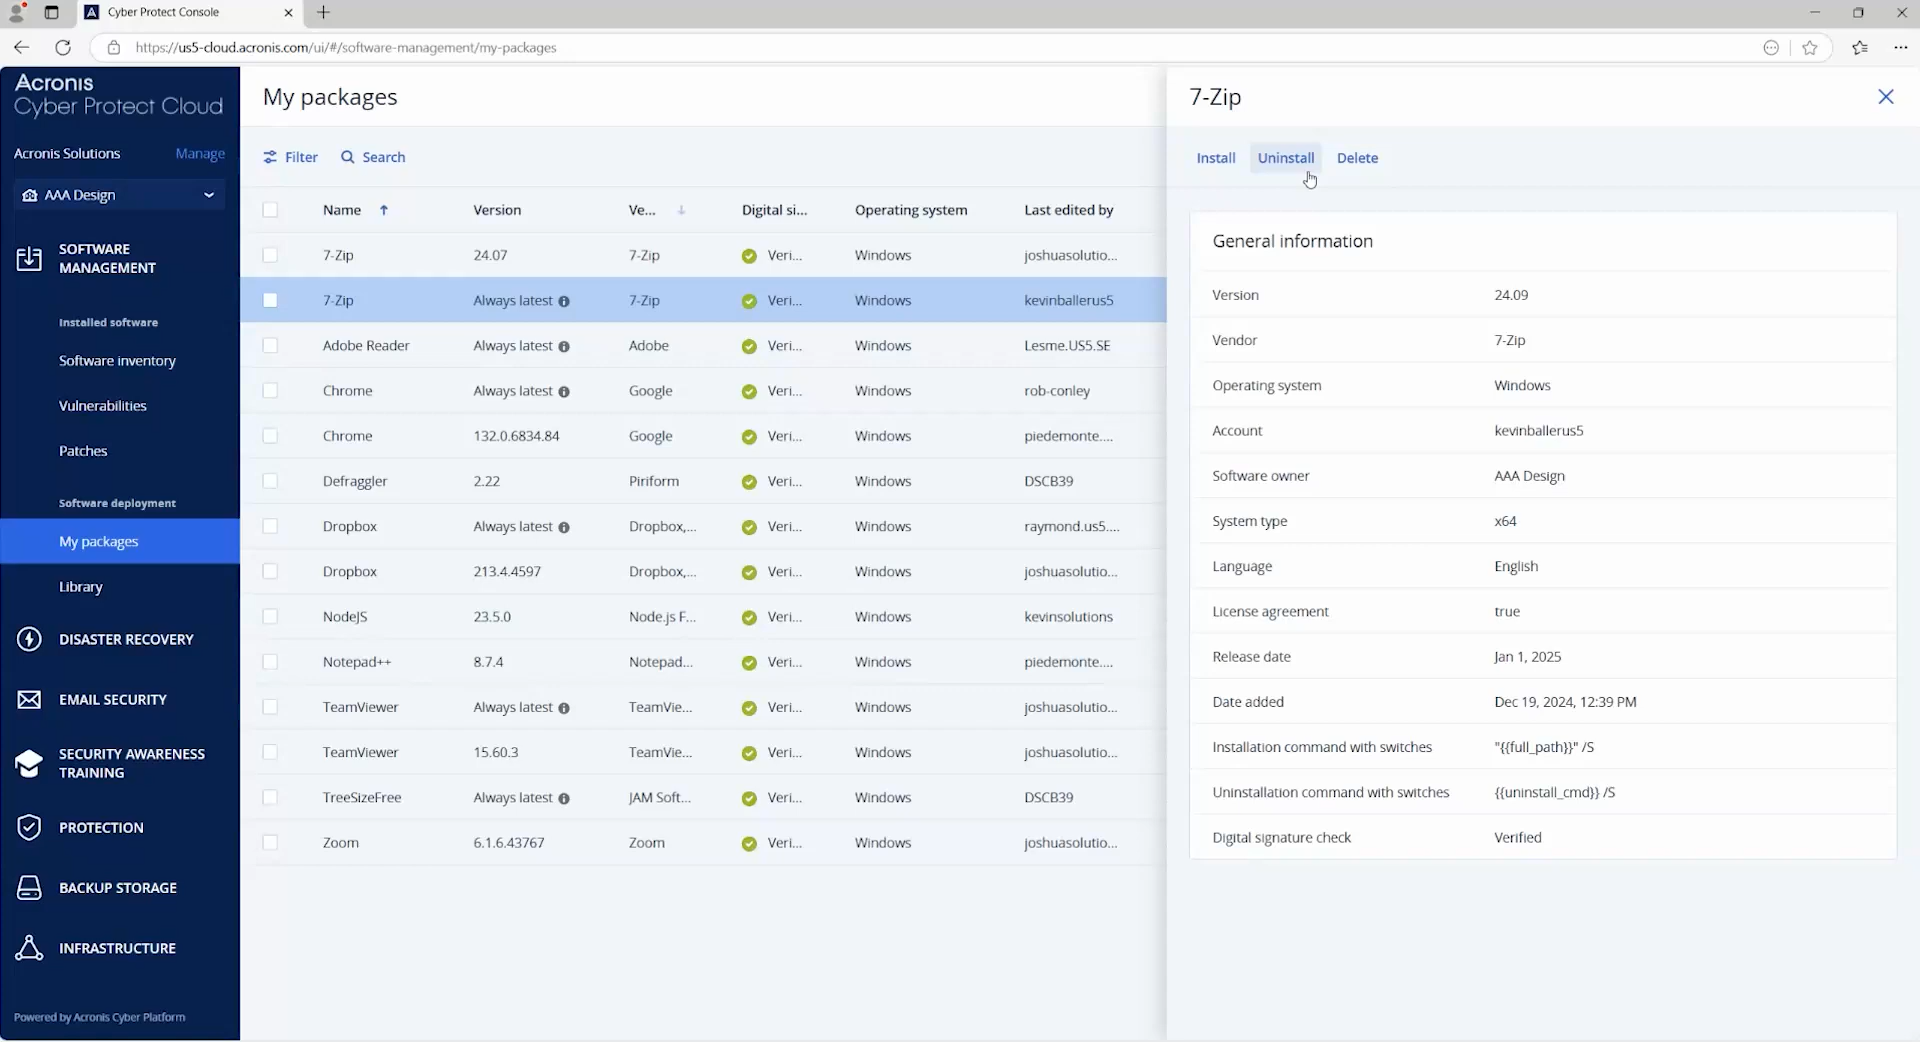 Cyber Protect Console
https://us5-cloud.acronis.com/ui/#/software-management/my-packages
Acronis
Cyber Protect Cloud
Acronis Solutions Manage
AAA Design
SOFTWARE
MANAGEMENT
Installed software
Software inventory
Vulnerabilities
Patches
Software deployment
My packages
Library
DISASTER RECOVERY
EMAIL SECURITY
SECURITY AWARENESS
TRAINING
PROTECTION
BACKUP STORAGE
INFRASTRUCTURE
Powered by Acronis Cyber Platform
My packages
Filter Search
Name Version Ve... Digital si... Operating system Last edited by
7-Zip 24.07 7-Zip Veri... Windows joshuasolutio...
7-Zip Always latest 7-Zip Veri... Windows kevinballerus5
Adobe Reader Always latest Adobe Veri... Windows Lesme.US5.SE
Chrome Always latest Google Veri... Windows rob-conley
Chrome 132.0.6834.84 Google Veri... Windows piedemonte....
Defraggler 2.22 Piriform Veri... Windows DSCB39
Dropbox Always latest Dropbox,... Veri... Windows raymond.us5....
Dropbox 213.4.4597 Dropbox,... Veri... Windows joshuasolutio...
NodeJS 23.5.0 Node.js F... Veri... Windows kevinsolutions
Notepad++ 8.7.4 Notepad... Veri... Windows piedemonte....
TeamViewer Always latest TeamVie... Veri... Windows joshuasolutio...
TeamViewer 15.60.3 TeamVie... Veri... Windows joshuasolutio...
TreeSizeFree Always latest JAM Soft... Veri... Windows DSCB39
Zoom 6.1.6.43767 Zoom Veri... Windows joshuasolutio...
7-Zip
Install Uninstall Delete
General information
Version 24.09
Vendor 7-Zip
Operating system Windows
Account kevinballerus5
Software owner AAA Design
System type x64
Language English
License agreement true
Release date Jan 1, 2025
Date added Dec 19, 2024, 12:39 PM
Installation command with switches "{{full_path}}" /S
Uninstallation command with switches {{uninstall_cmd}} /S
Digital signature check Verified